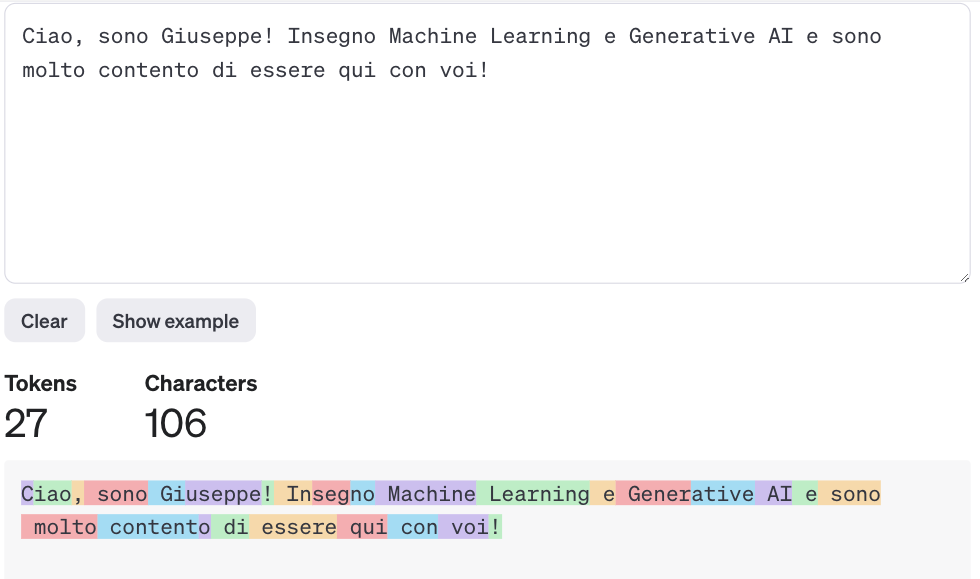 Ciao, sono Giuseppe! Insegno Machine Learning e Generative AI e sono
molto contento di essere qui con voi!
Clear Show example
Tokens Characters
27 106
Ciao, sono Giuseppe! Insegno Machine Learning e Generative AI e sono
molto contento di essere qui con voi!